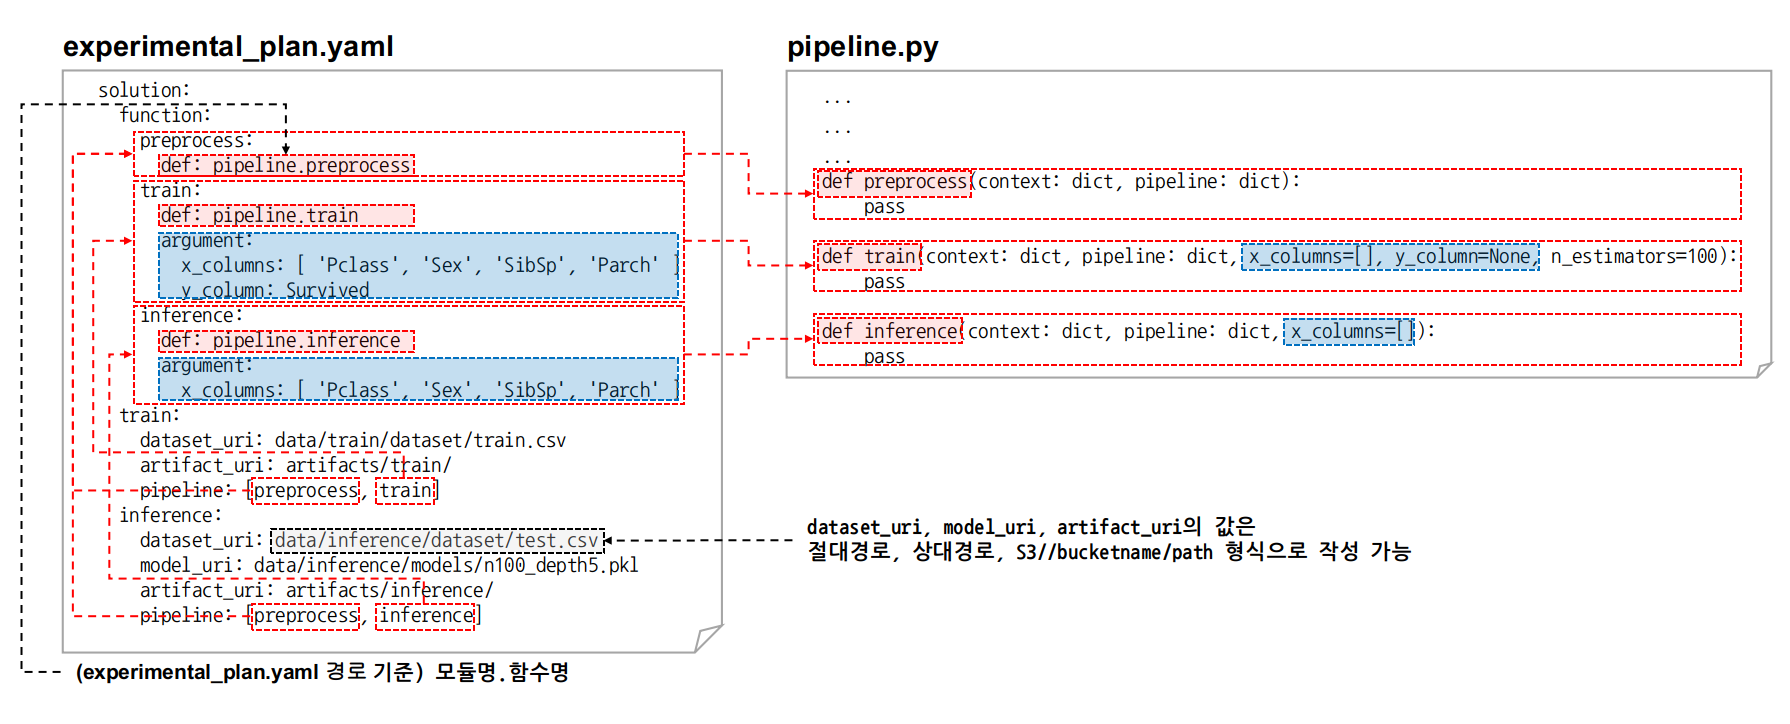 experimental_plan.yaml
solution:
function:
preprocess:
def: pipeline.preprocess
train:
def: pipeline.train
argument:
x_columns: [ 'Pclass', 'Sex', 'SibSp', 'Parch' ]
y_column: Survived
inference:
def: pipeline.inference
argument:
x_columns: [ 'Pclass', 'Sex', 'SibSp', 'Parch' ]
train:
dataset_uri: data/train/dataset/train.csv
artifact_uri: artifacts/train/
pipeline: [preprocess, train]
inference:
dataset_uri: data/inference/dataset/test.csv
model_uri: data/inference/models/n100_depth5.pkl
artifact_uri: artifacts/inference/
pipeline: [preprocess, inference]
(experimental_plan.yaml 경로 기준) 모듈명.함수명
pipeline.py
...
...
...
def preprocess(context: dict, pipeline: dict):
pass
def train(context: dict, pipeline: dict, x_columns=[], y_column=None, n_estimators=100):
pass
def inference(context: dict, pipeline: dict, x_columns=[]):
pass
dataset_uri, model_uri, artifact_uri의 값은
절대경로, 상대경로, S3//bucketname/path 형식으로 작성 가능